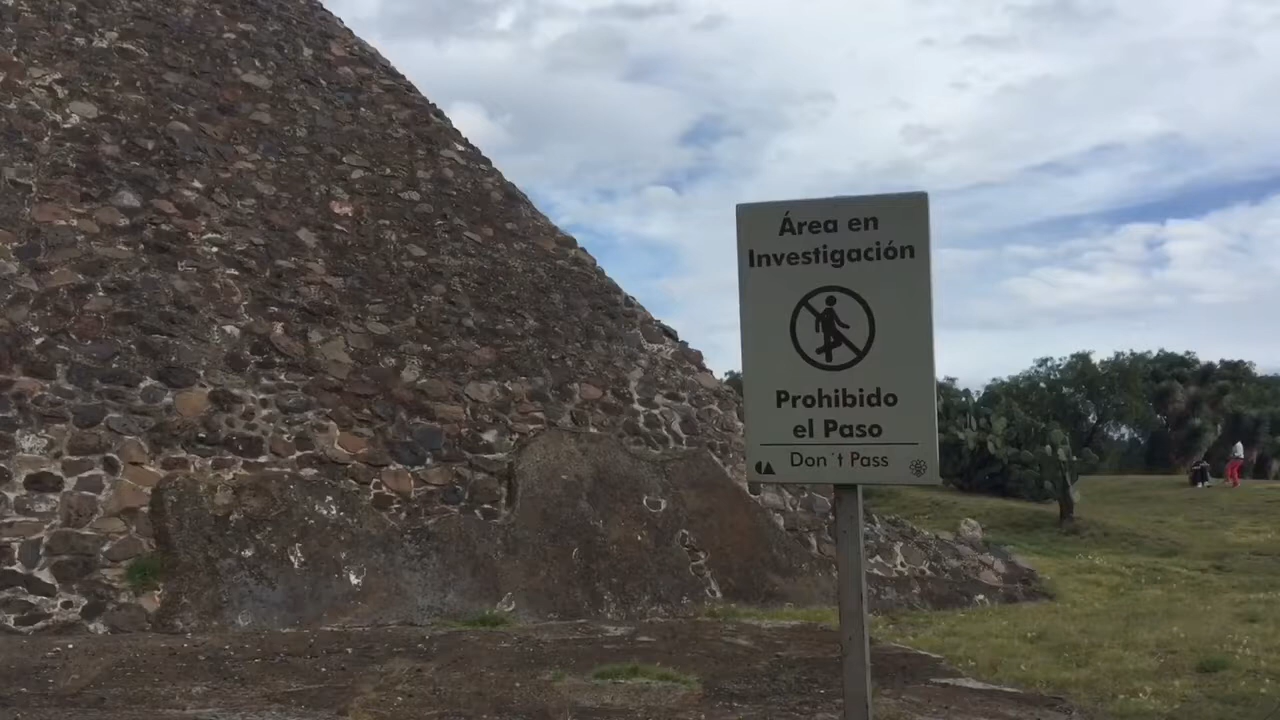 Área en
Investigación
Prohibido
el Paso
Don´t Pass